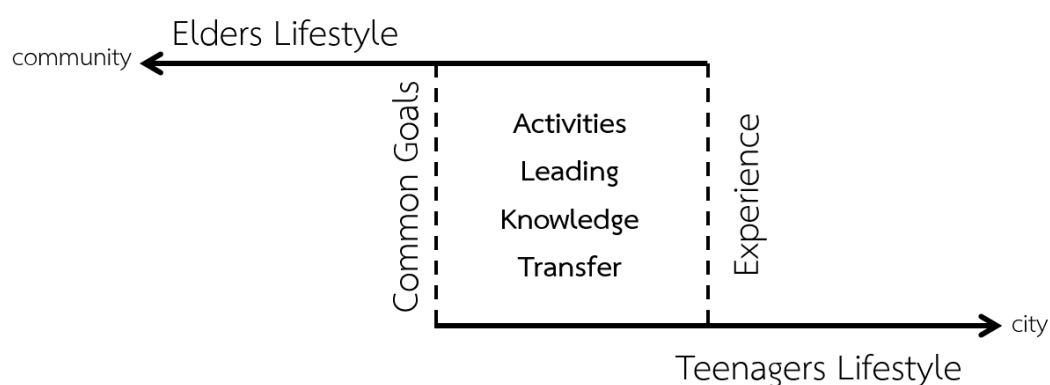 Elders Lifestyle
community
Common Goals
Activities
Leading
Knowledge
Transfer
Experience
city
Teenagers Lifestyle